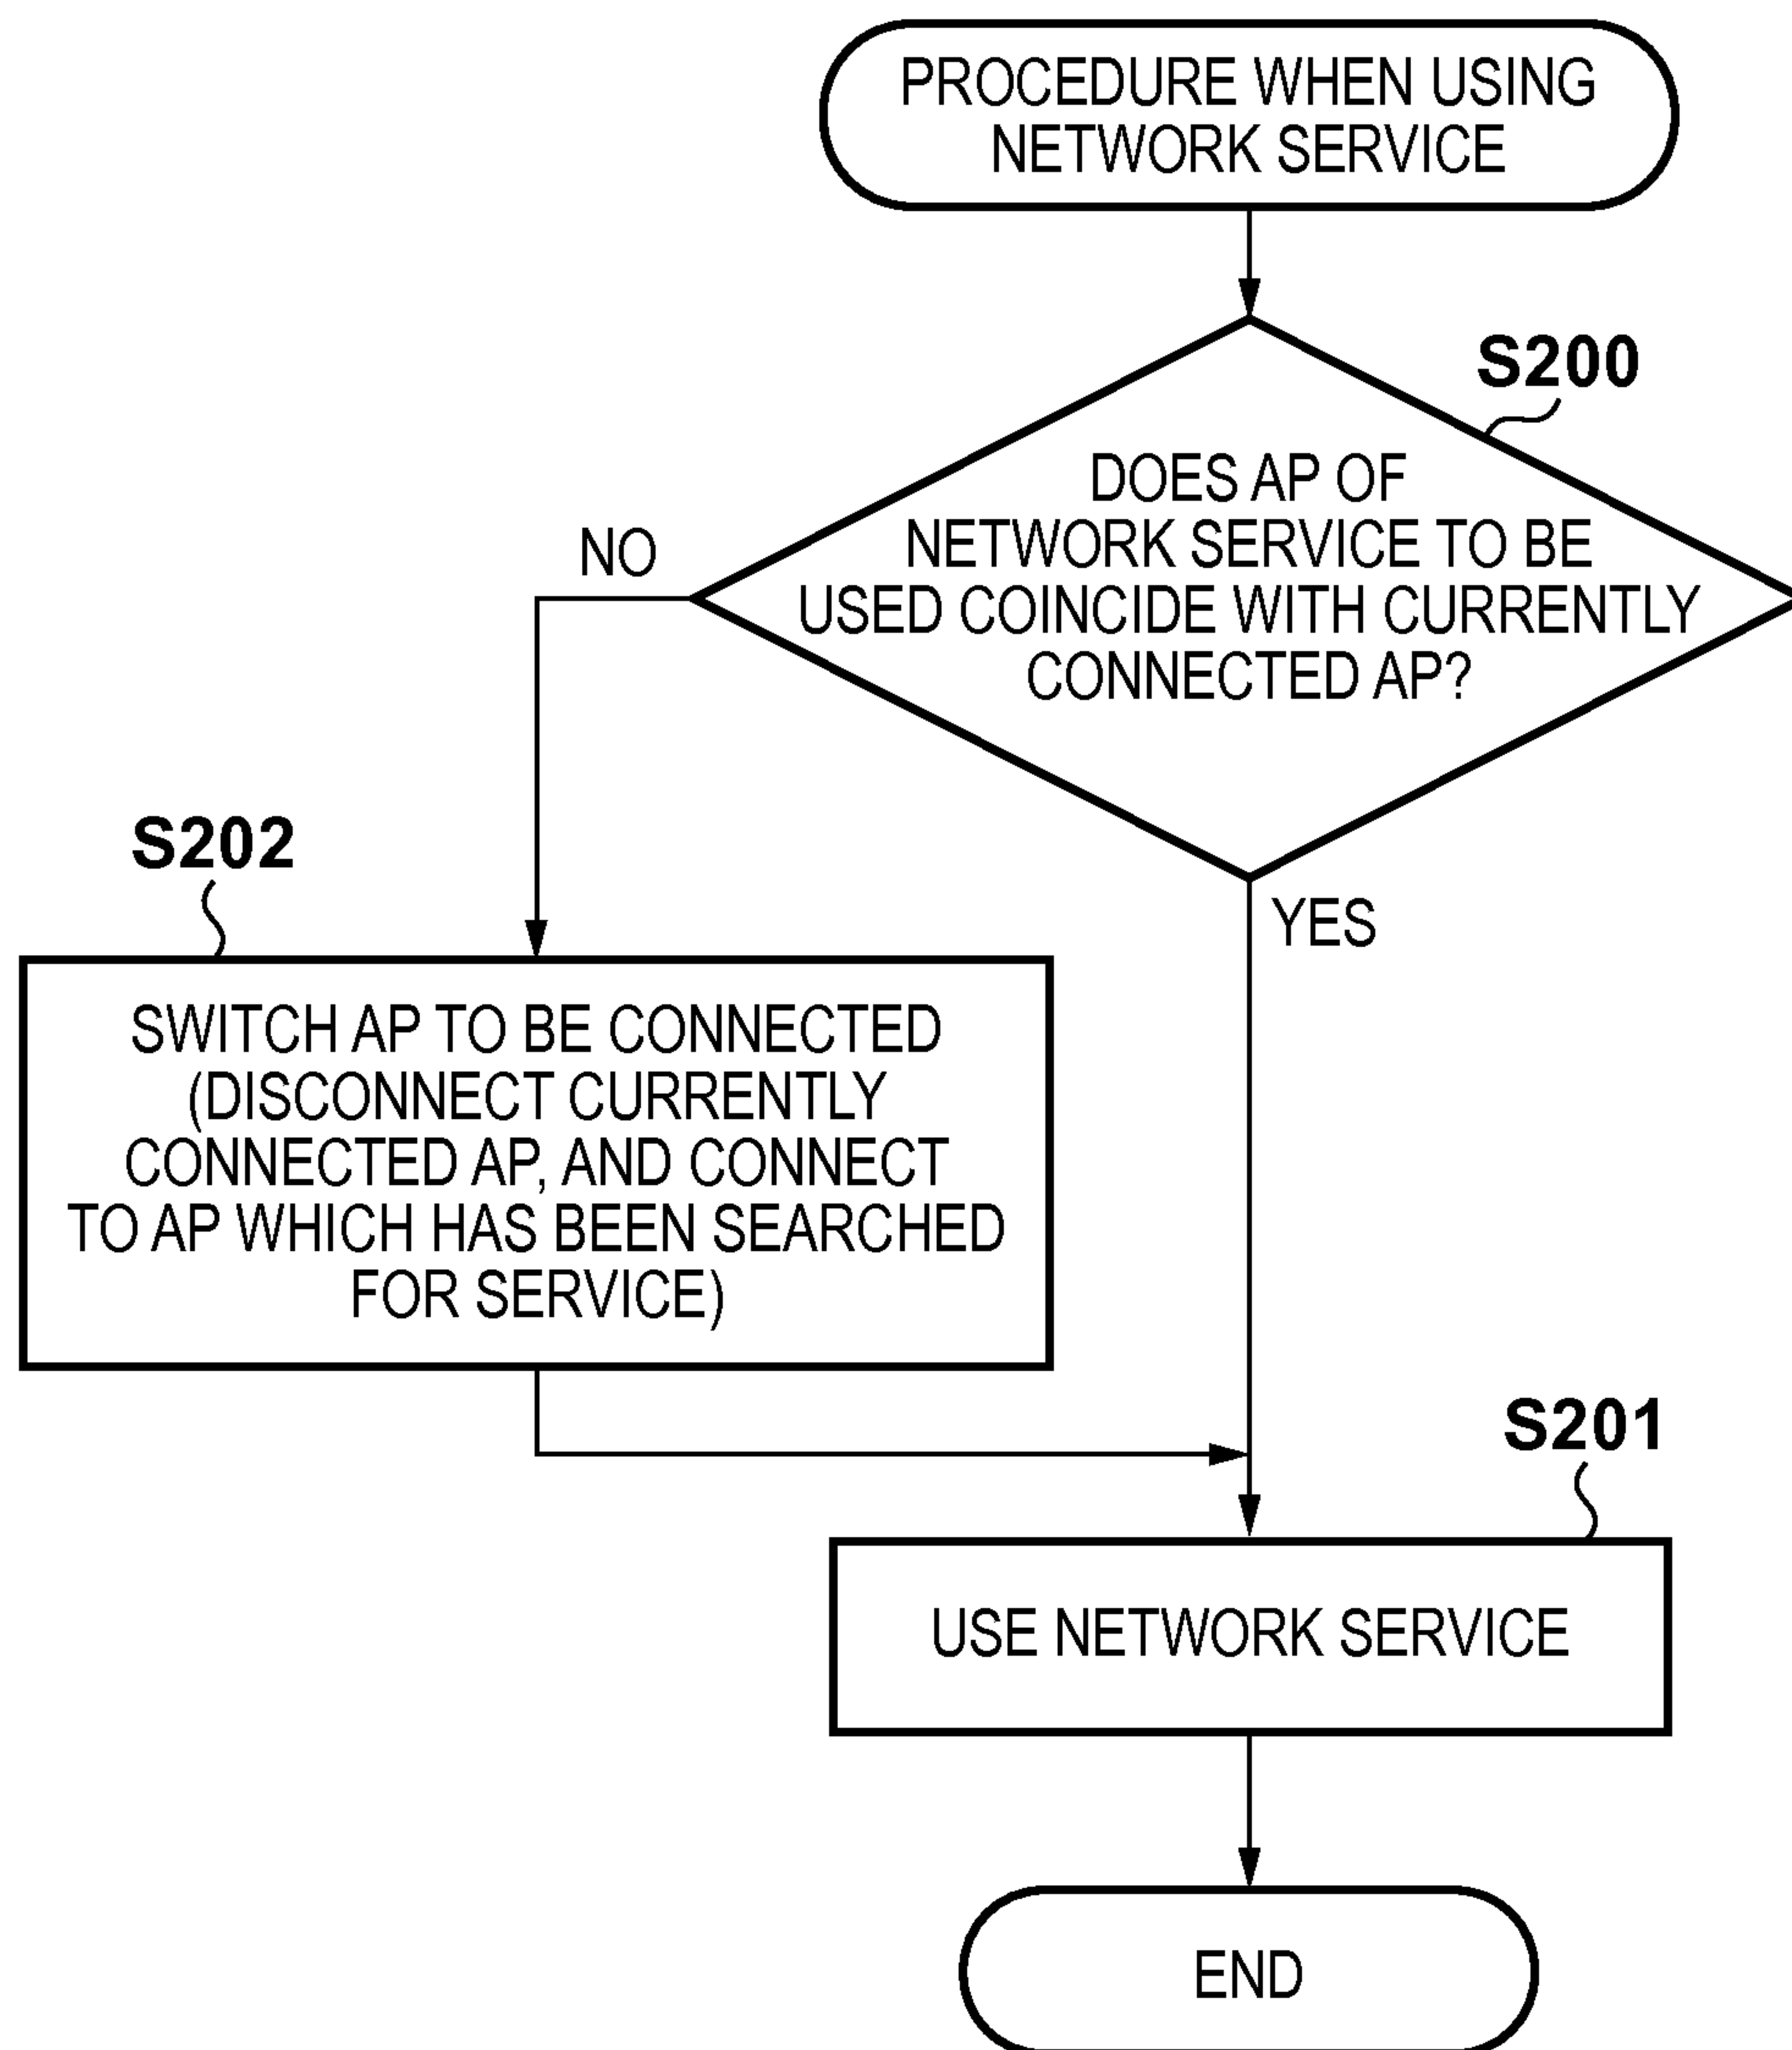 PROCEDURE WHEN USING
NETWORK SERVICE
S200
DOES AP OF
NETWORK SERVICE TO BE
USED COINCIDE WITH CURRENTLY
CONNECTED AP?
NO
YES
S202
SWITCH AP TO BE CONNECTED
(DISCONNECT CURRENTLY
CONNECTED AP, AND CONNECT
TO AP WHICH HAS BEEN SEARCHED
FOR SERVICE)
S201
USE NETWORK SERVICE
END